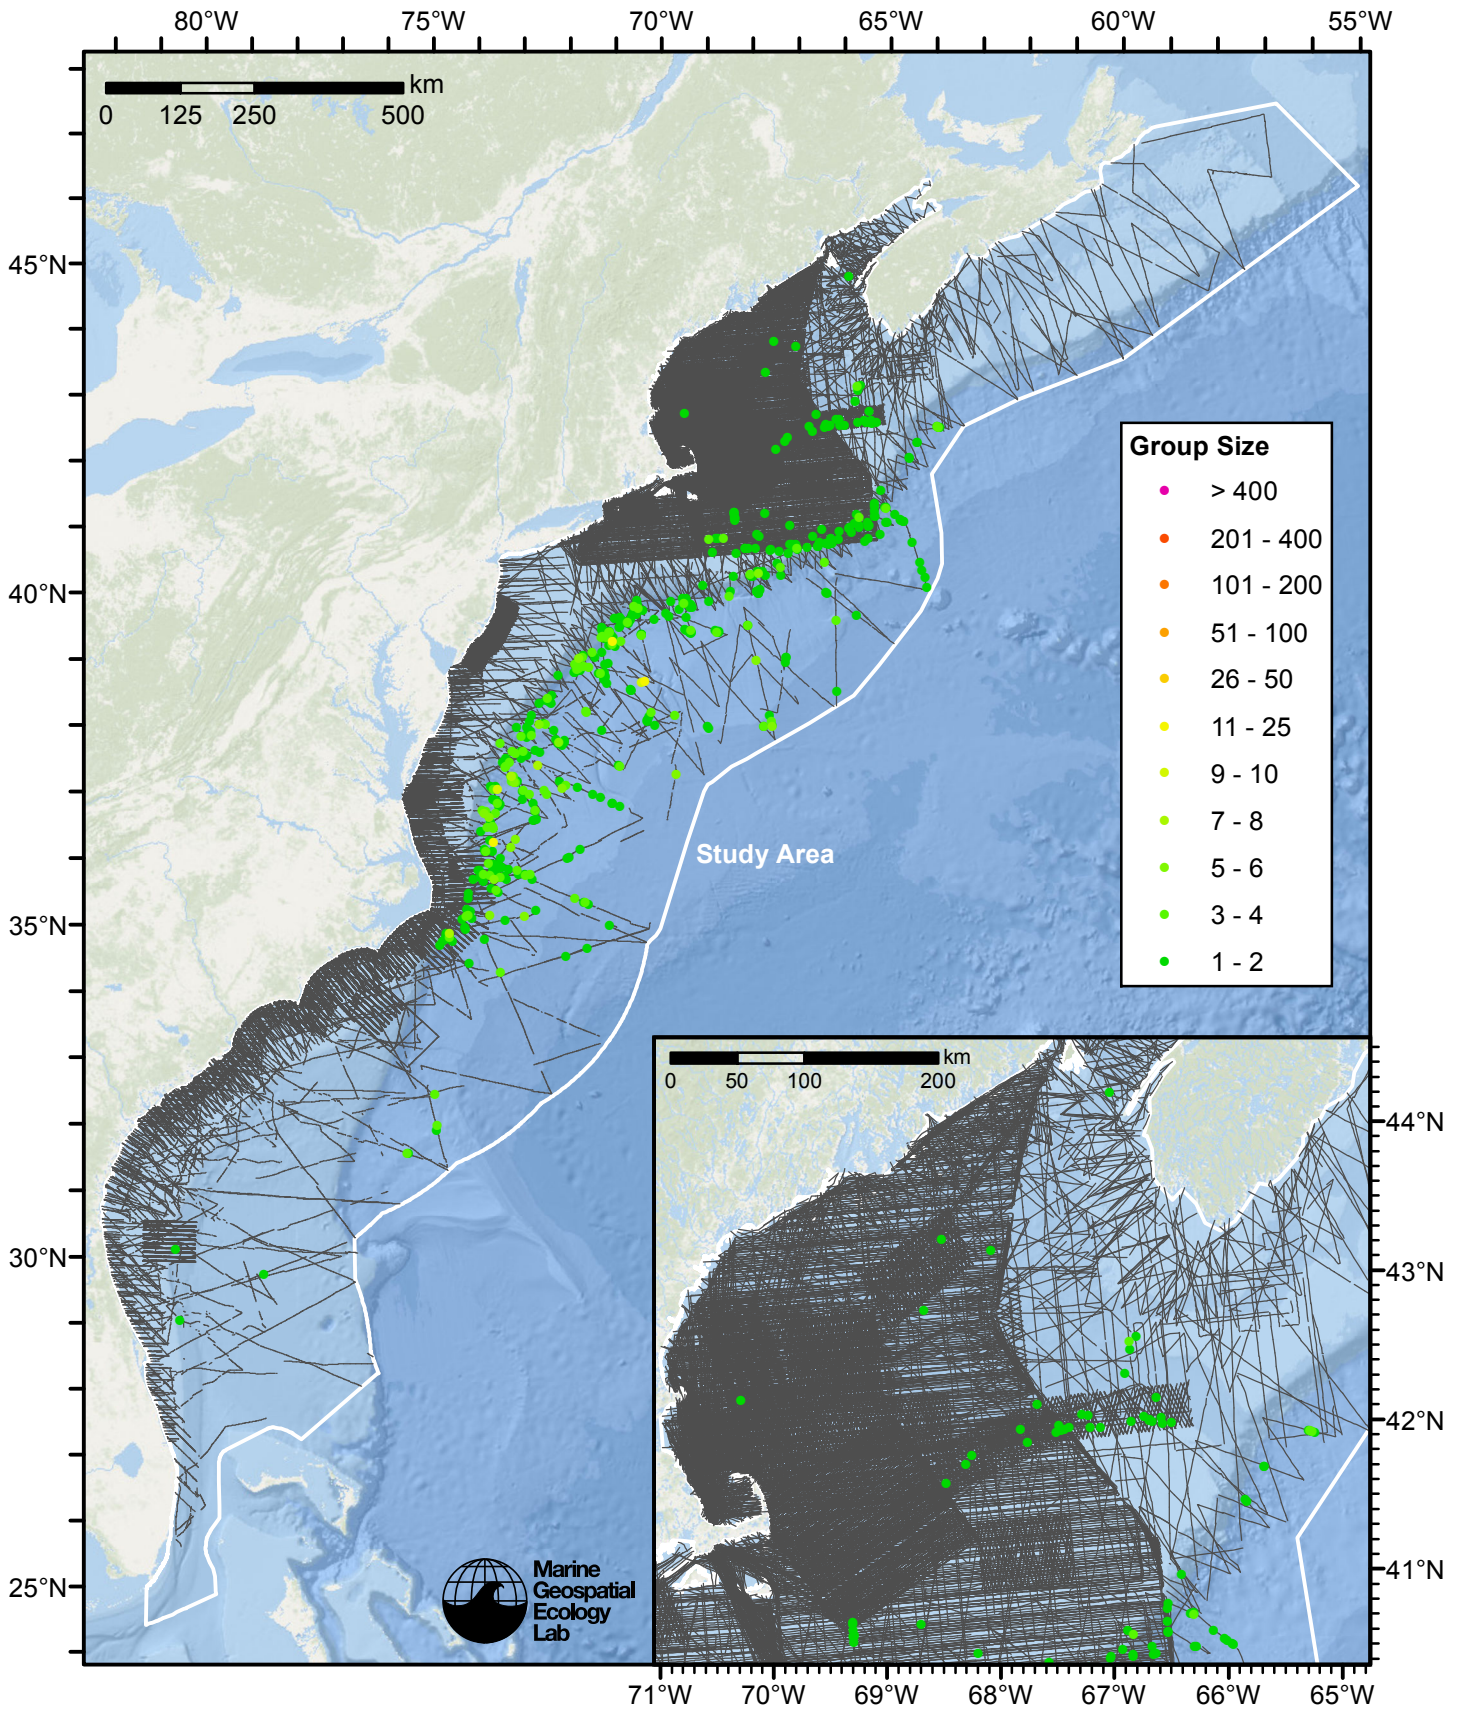 80°W 75°W 70°W 65°W 60°W 55°W
km
0 125 250 500
45°N
40°N
35°N
30°N
25°N
Group Size
> 400
201 - 400
101 - 200
51 - 100
26 - 50
11 - 25
9 - 10
7 - 8
5 - 6
3 - 4
1 - 2
Study Area
km
0 50 100 200
44°N
43°N
42°N
41°N
Marine
Geospatial
Ecology
Lab
71°W 70°W 69°W 68°W 67°W 66°W 65°W